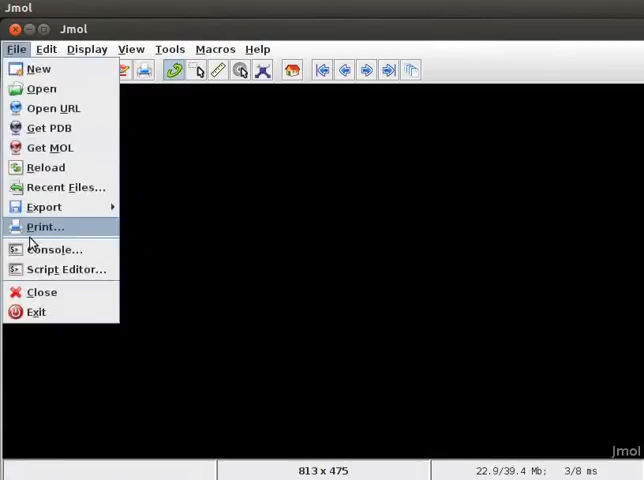 Jmol
Jmol
File Edit Display View Tools Macros Help
New
Open
Open URL
Get PDB
Get MOL
Reload
Recent Files...
Export
Print...
Console...
Script Editor...
Close
Exit
Jmol
813 x 475
22.9/39.4 Mb; 3/8 ms